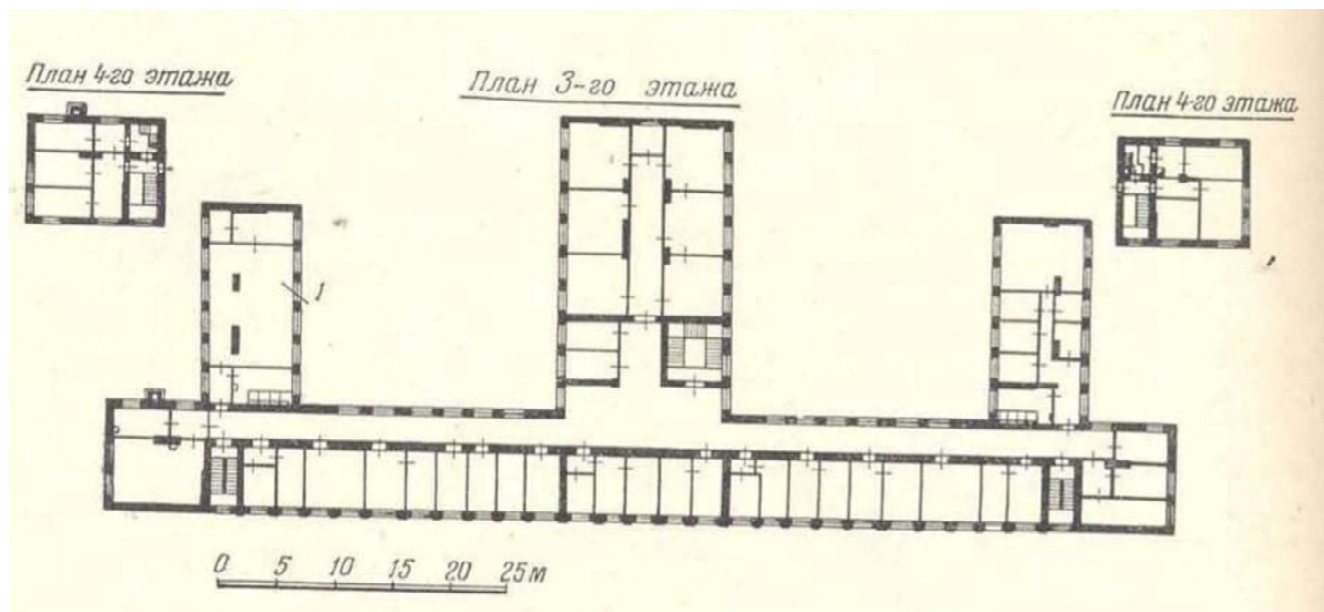 План 4-го этажа
План 3-го этажа
План 4-го этажа
1
0 5 10 15 20 25 м